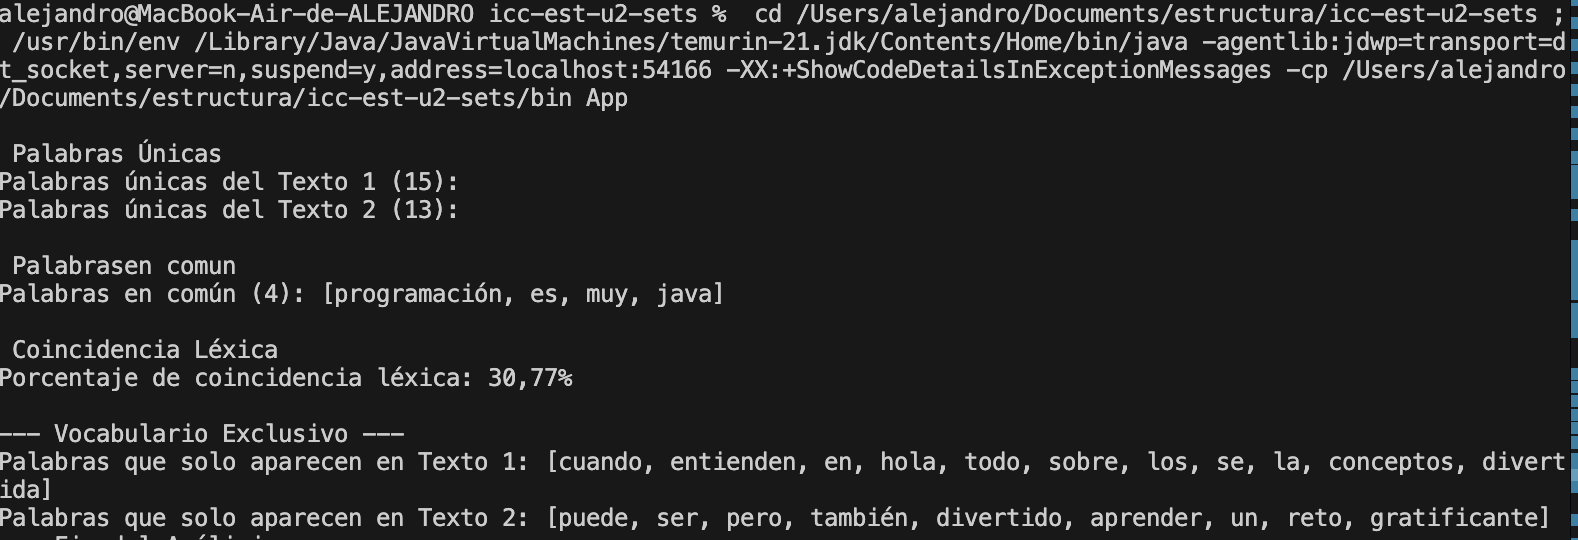 alejandro@MacBook-Air-de-ALEJANDRO icc-est-u2-sets %  cd /Users/alejandro/Documents/estructura/icc-est-u2-sets ;
 /usr/bin/env /Library/Java/JavaVirtualMachines/temurin-21.jdk/Contents/Home/bin/java -agentlib:jdwp=transport=d
t_socket,server=n,suspend=y,address=localhost:54166 -XX:+ShowCodeDetailsInExceptionMessages -cp /Users/alejandro
/Documents/estructura/icc-est-u2-sets/bin App
 Palabras Únicas
Palabras únicas del Texto 1 (15):
Palabras únicas del Texto 2 (13):
 Palabrasen comun
Palabras en común (4): [programación, es, muy, java]
 Coincidencia Léxica
Porcentaje de coincidencia léxica: 30,77%
--- Vocabulario Exclusivo ---
Palabras que solo aparecen en Texto 1: [cuando, entienden, en, hola, todo, sobre, los, se, la, conceptos, divert
ida]
Palabras que solo aparecen en Texto 2: [puede, ser, pero, también, divertido, aprender, un, reto, gratificante]